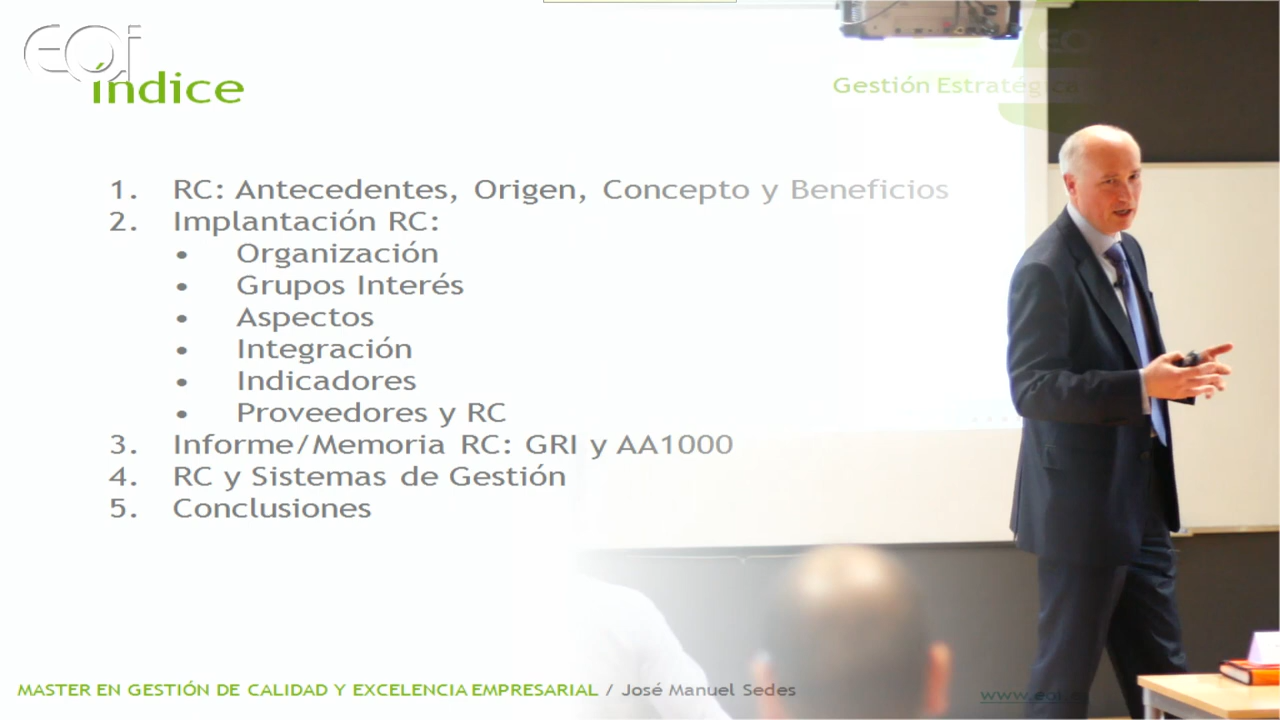 eoi
Índice
Gestión Estratégica
1. RC: Antecedentes, Origen, Concepto y Beneficios
2. Implantación RC:
• Organización
• Grupos Interés
• Aspectos
• Integración
• Indicadores
• Proveedores y RC
3. Informe/Memoria RC: GRI y AA1000
4. RC y Sistemas de Gestión
5. Conclusiones
MASTER EN GESTIÓN DE CALIDAD Y EXCELENCIA EMPRESARIAL / José Manuel Sedes